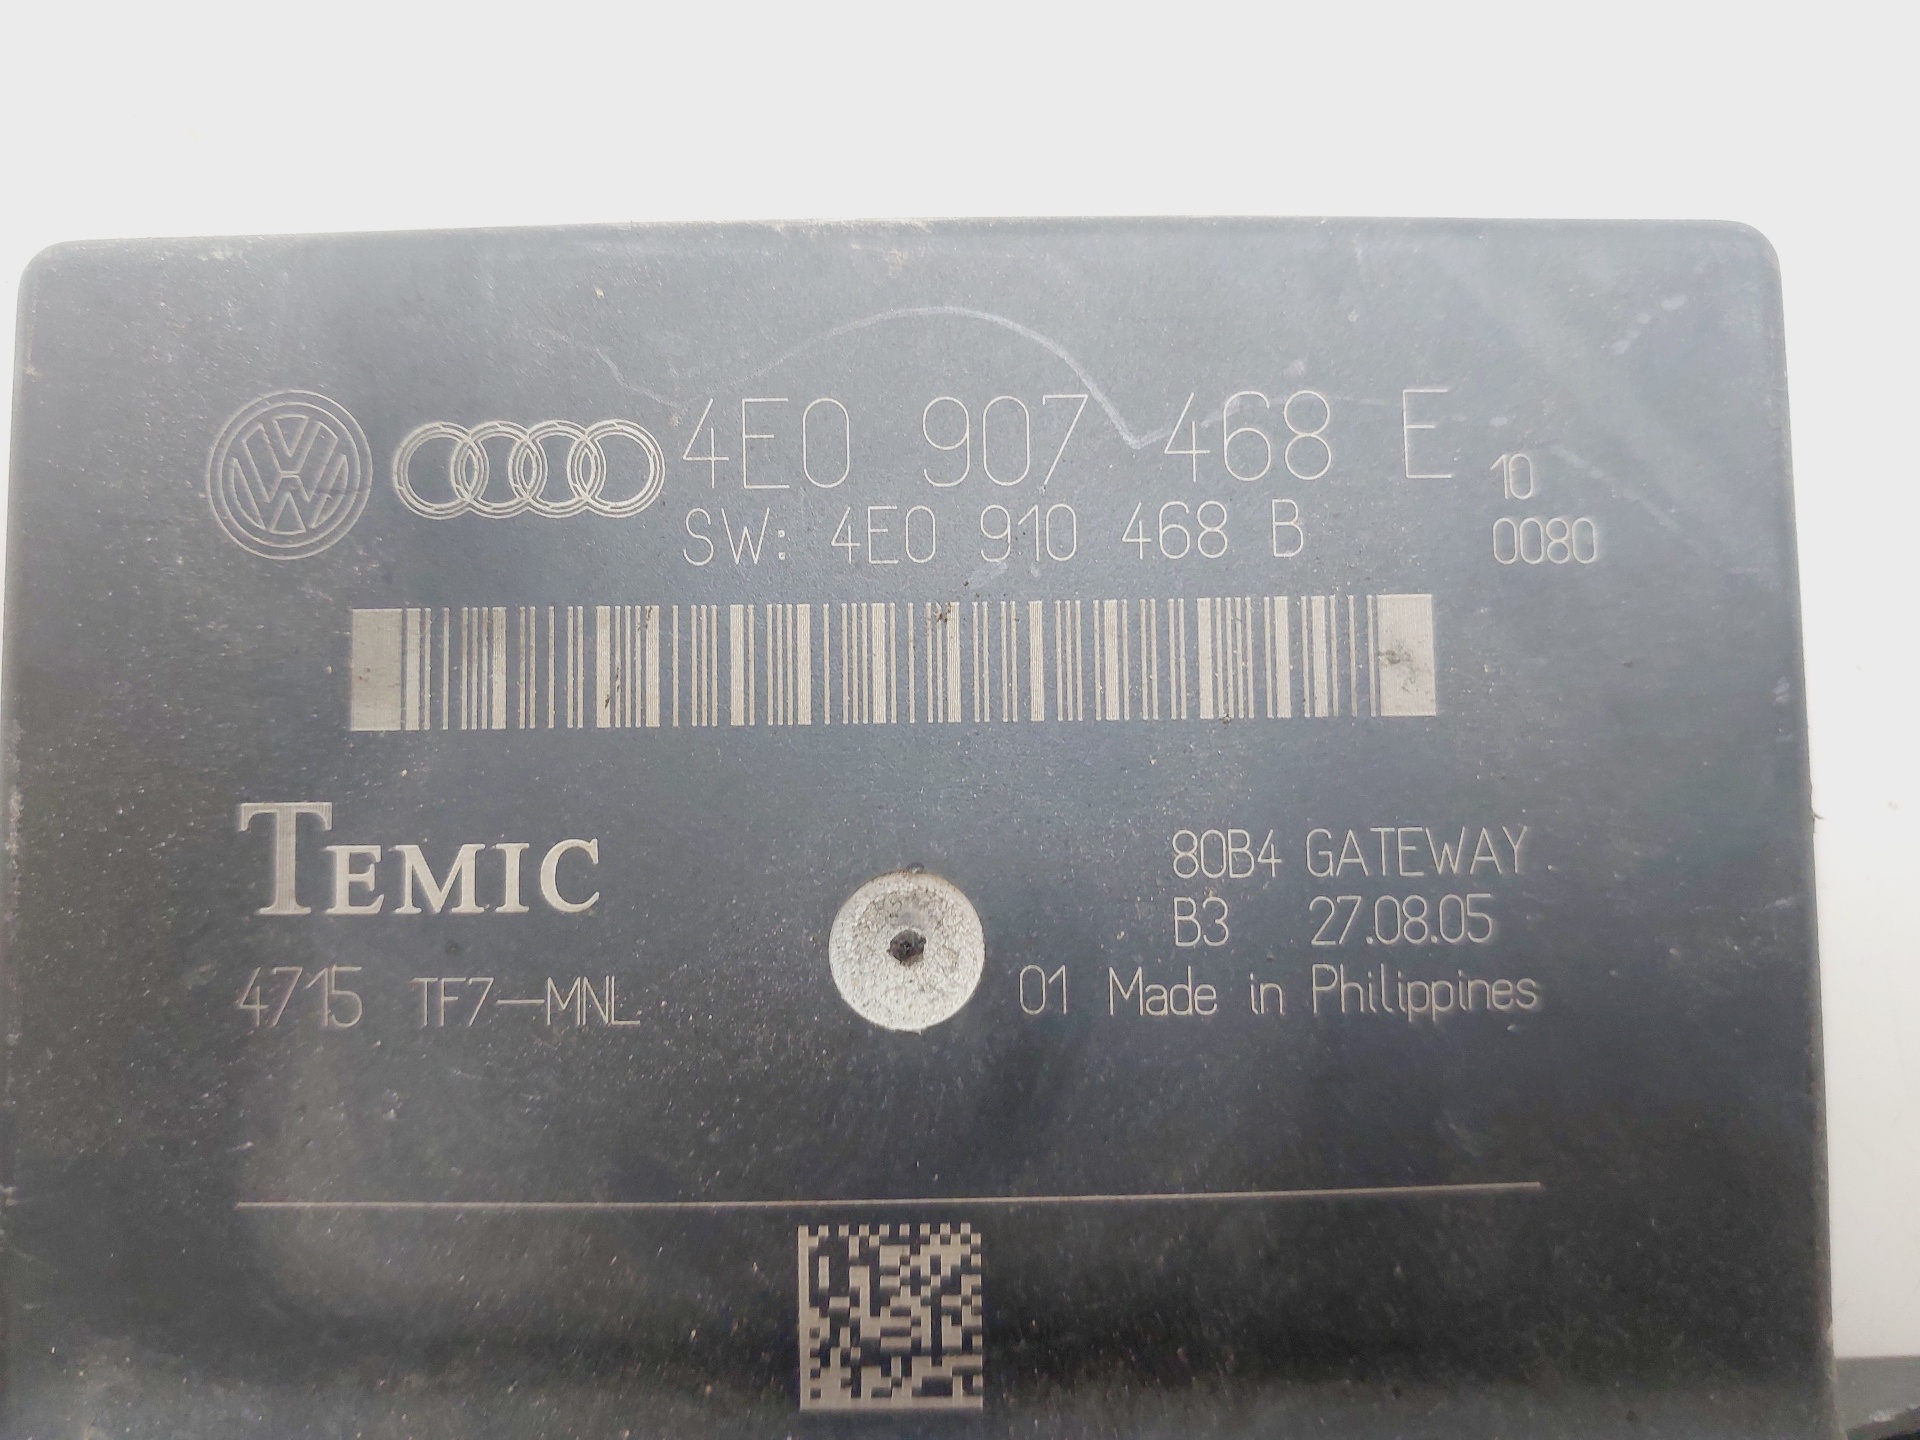 4E0 907 468 E
10
SW: 4E0 910 468 B
0080
TEMIC
80B4 GATEWAY
B3 27.08.05
4715 TF7-MNL
01 Made in Philippines